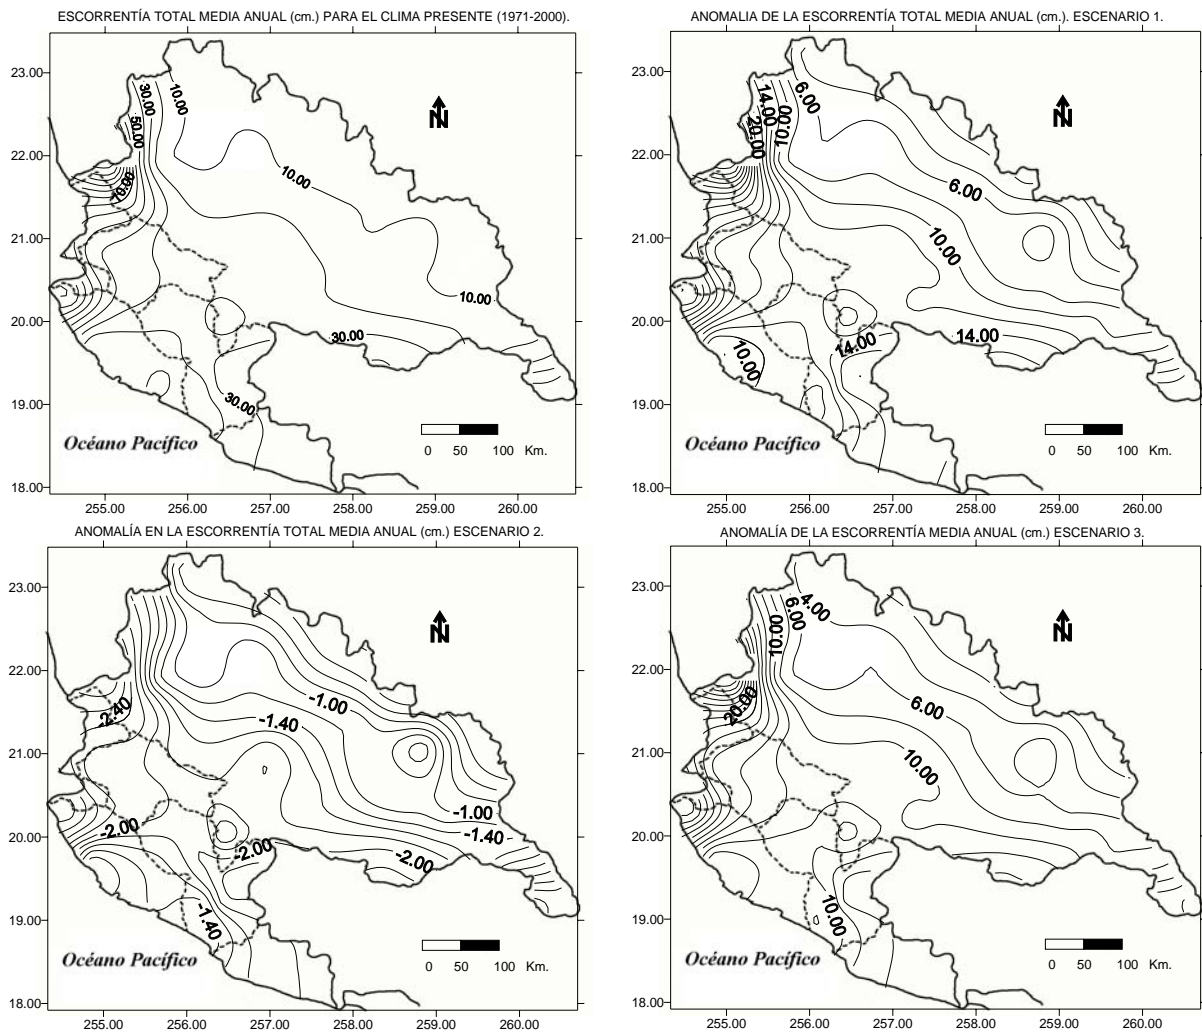 ESCORRENTÍA TOTAL MEDIA ANUAL (cm.) PARA EL CLIMA PRESENTE (1971-2000).
23.00
22.00
21.00
20.00
19.00
18.00
30.00
10.00
50.00
70.00
10.00
10.00
30.00
30.00
N
Océano Pacífico
0 50 100 Km.
255.00 256.00 257.00 258.00 259.00 260.00
ANOMALIA DE LA ESCORRENTÍA TOTAL MEDIA ANUAL (cm.). ESCENARIO 1.
23.00
22.00
21.00
20.00
19.00
18.00
14.00
20.00
10.00
6.00
6.00
10.00
14.00
14.00
10.00
N
Océano Pacífico
0 50 100 Km.
255.00 256.00 257.00 258.00 259.00 260.00
ANOMALÍA EN LA ESCORRENTÍA TOTAL MEDIA ANUAL (cm.) ESCENARIO 2.
23.00
22.00
21.00
20.00
19.00
18.00
-2.40
-1.00
-1.40
-1.00
-1.40
-2.00
-2.00
-2.00
-1.40
N
Océano Pacífico
0 50 100 Km.
255.00 256.00 257.00 258.00 259.00 260.00
ANOMALÍA DE LA ESCORRENTÍA MEDIA ANUAL (cm.) ESCENARIO 3.
23.00
22.00
21.00
20.00
19.00
18.00
4.00
6.00
10.00
20.00
6.00
10.00
10.00
N
Océano Pacífico
0 50 100 Km.
255.00 256.00 257.00 258.00 259.00 260.00